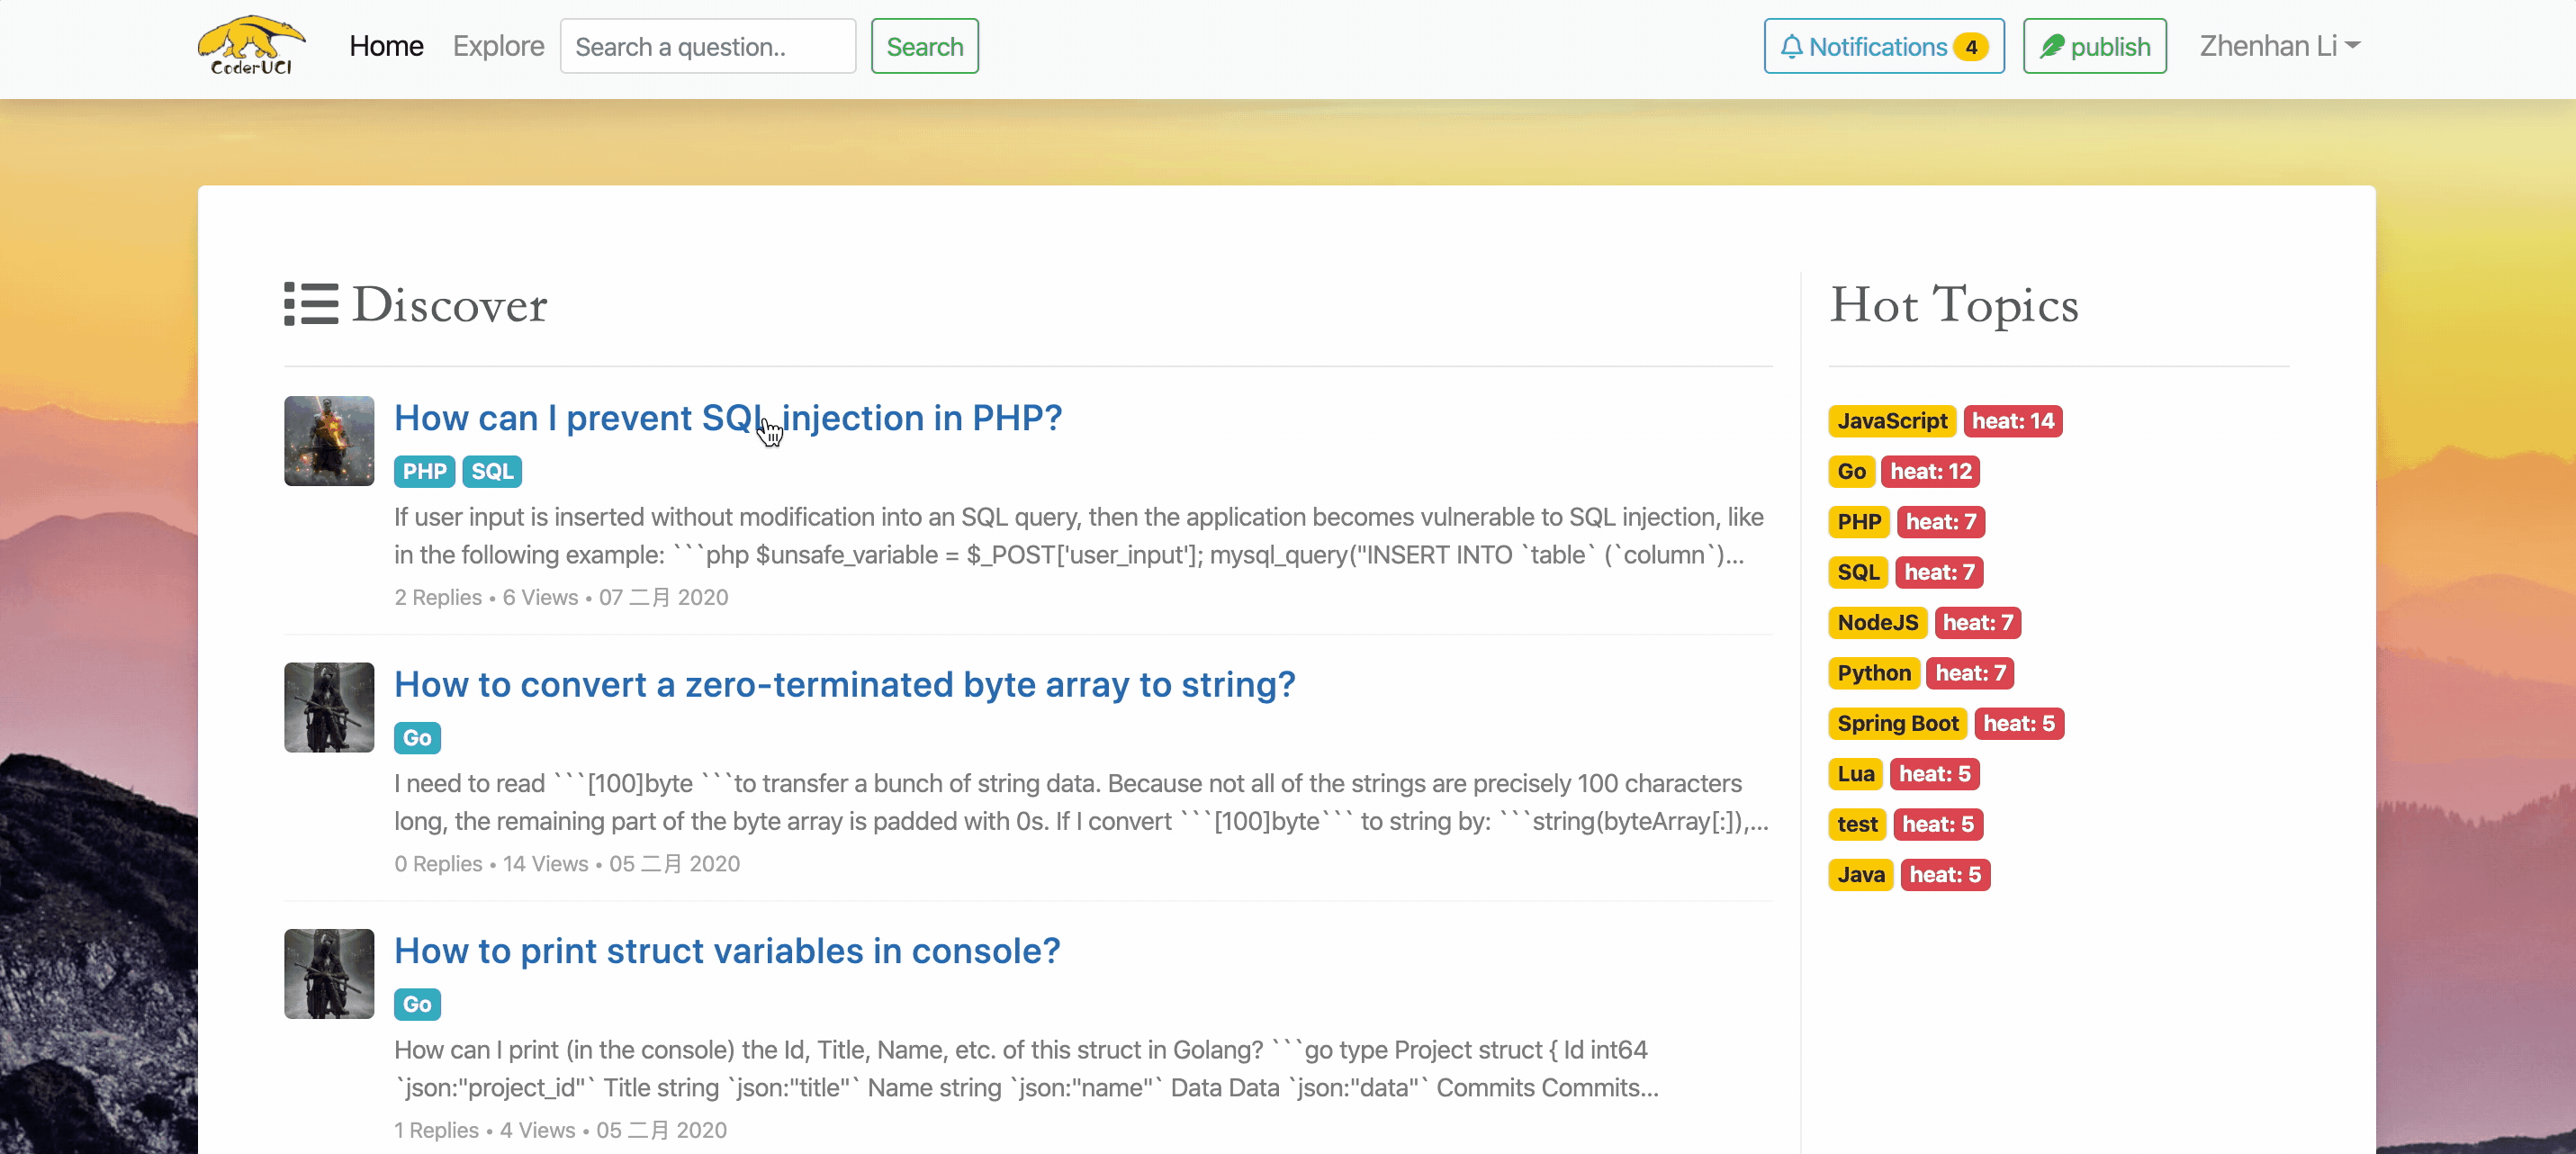 CoderUCI
Home Explore Search a question.. Search Notifications 4 publish Zhenhan Li
Discover
How can I prevent SQL injection in PHP?
PHP SQL
If user input is inserted without modification into an SQL query, then the application becomes vulnerable to SQL injection, like
in the following example: ```php $unsafe_variable = $_POST['user_input']; mysql_query("INSERT INTO `table` (`column`)...
2 Replies • 6 Views • 07 二月 2020
How to convert a zero-terminated byte array to string?
Go
I need to read ```[100]byte ```to transfer a bunch of string data. Because not all of the strings are precisely 100 characters
long, the remaining part of the byte array is padded with 0s. If I convert ```[100]byte``` to string by: ```string(byteArray[:]),...
0 Replies • 14 Views • 05 二月 2020
How to print struct variables in console?
Go
How can I print (in the console) the Id, Title, Name, etc. of this struct in Golang? ```go type Project struct { Id int64
`json:"project_id"` Title string `json:"title"` Name string `json:"name"` Data Data `json:"data"` Commits Commits...
1 Replies • 4 Views • 05 二月 2020
Hot Topics
JavaScript heat: 14
Go heat: 12
PHP heat: 7
SQL heat: 7
NodeJS heat: 7
Python heat: 7
Spring Boot heat: 5
Lua heat: 5
test heat: 5
Java heat: 5